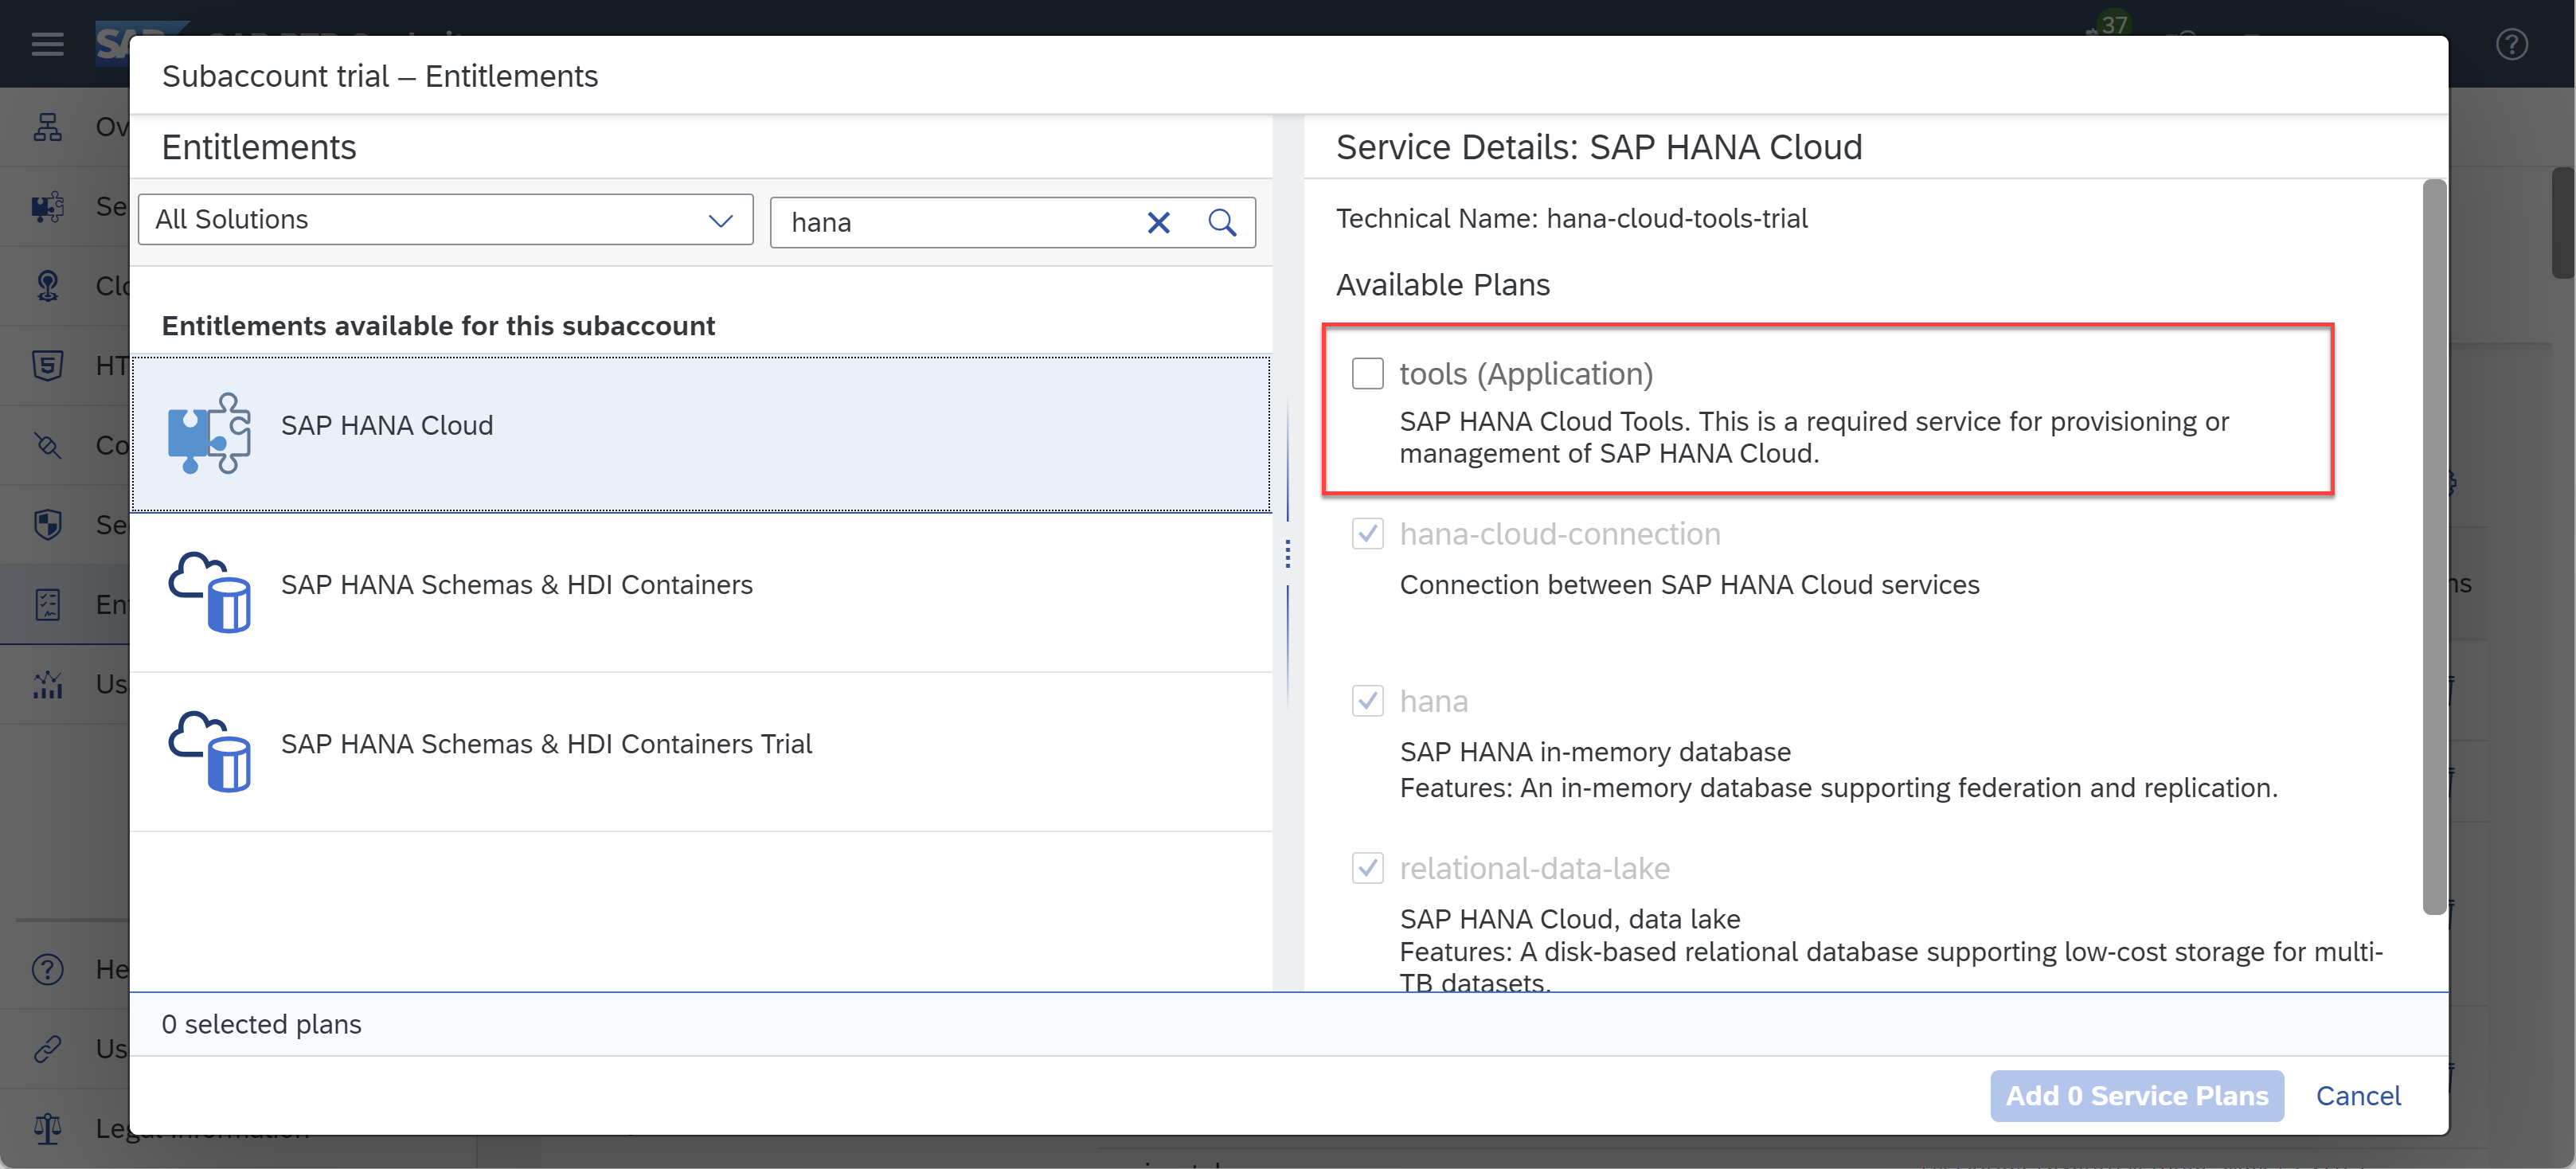 SAP
37
Subaccount trial – Entitlements
Entitlements
All Solutions
hana
Entitlements available for this subaccount
SAP HANA Cloud
SAP HANA Schemas & HDI Containers
SAP HANA Schemas & HDI Containers Trial
Service Details: SAP HANA Cloud
Technical Name: hana-cloud-tools-trial
Available Plans
tools (Application)
SAP HANA Cloud Tools. This is a required service for provisioning or
management of SAP HANA Cloud.
hana-cloud-connection
Connection between SAP HANA Cloud services
hana
SAP HANA in-memory database
Features: An in-memory database supporting federation and replication.
relational-data-lake
SAP HANA Cloud, data lake
Features: A disk-based relational database supporting low-cost storage for multi-
TB datasets.
0 selected plans
Add 0 Service Plans
Cancel
Ov
Se
Clo
HT
Co
Se
Ent
Us
He
Us
Legal Information